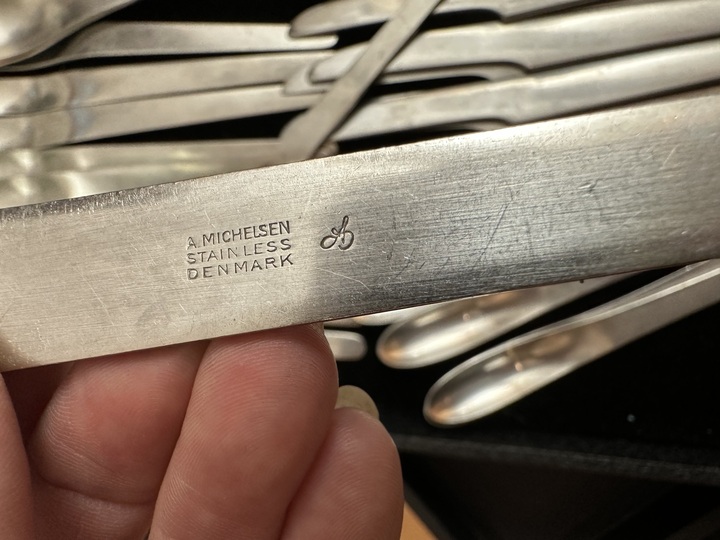 A. MICHELSEN
STAINLESS
DENMARK